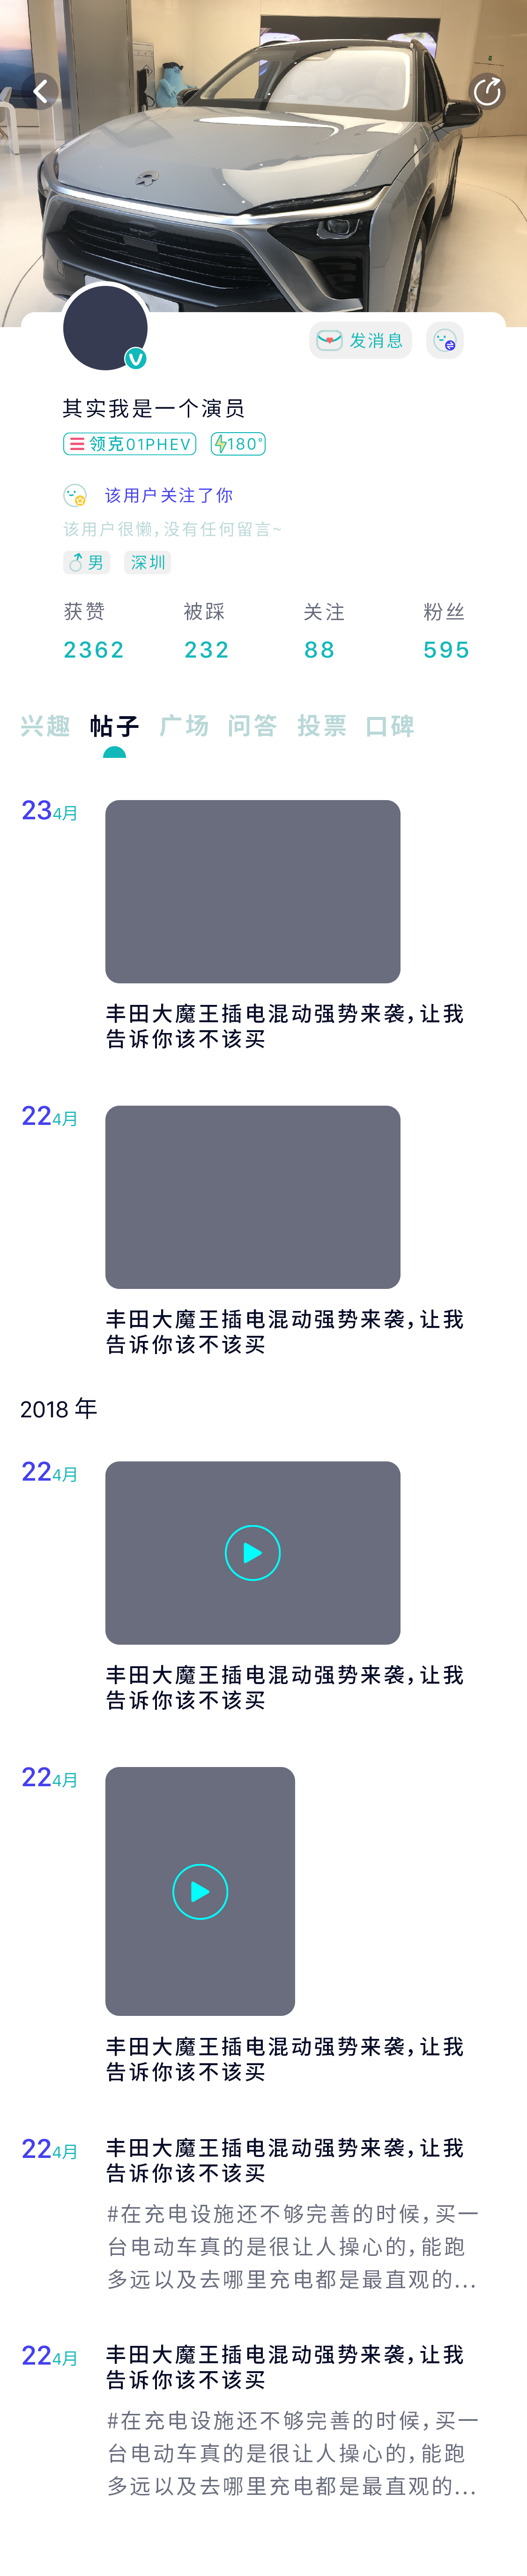 发消息
其实我是一个演员
领克01PHEV
180°
该用户关注了你
该用户很懒，没有任何留言~
男
深圳
获赞 被踩 关注 粉丝
2362 232 88 595
兴趣 帖子 广场 问答 投票 口碑
234月
丰田大魔王插电混动强势来袭，让我
告诉你该不该买
224月
丰田大魔王插电混动强势来袭，让我
告诉你该不该买
2018 年
224月
丰田大魔王插电混动强势来袭，让我
告诉你该不该买
224月
丰田大魔王插电混动强势来袭，让我
告诉你该不该买
224月
丰田大魔王插电混动强势来袭，让我
告诉你该不该买
#在充电设施还不够完善的时候，买一
台电动车真的是很让人操心的，能跑
多远以及去哪里充电都是最直观的...
224月
丰田大魔王插电混动强势来袭，让我
告诉你该不该买
#在充电设施还不够完善的时候，买一
台电动车真的是很让人操心的，能跑
多远以及去哪里充电都是最直观的...